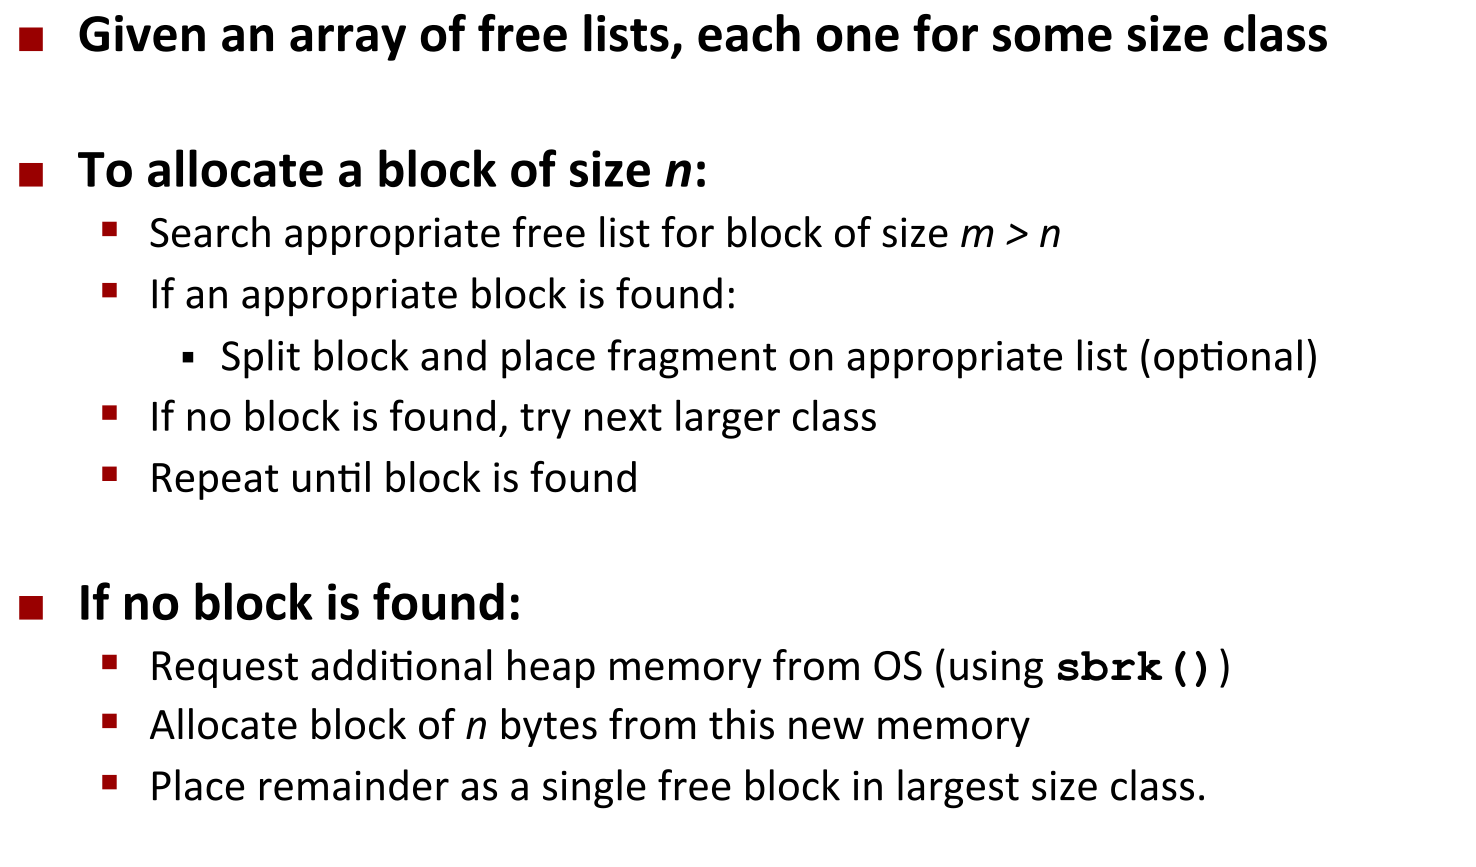 Given an array of free lists, each one for some size class
To allocate a block of size n:
Search appropriate free list for block of size m > n
If an appropriate block is found:
Split block and place fragment on appropriate list (optional)
If no block is found, try next larger class
Repeat until block is found
If no block is found:
Request additional heap memory from OS (using sbrk())
Allocate block of n bytes from this new memory
Place remainder as a single free block in largest size class.